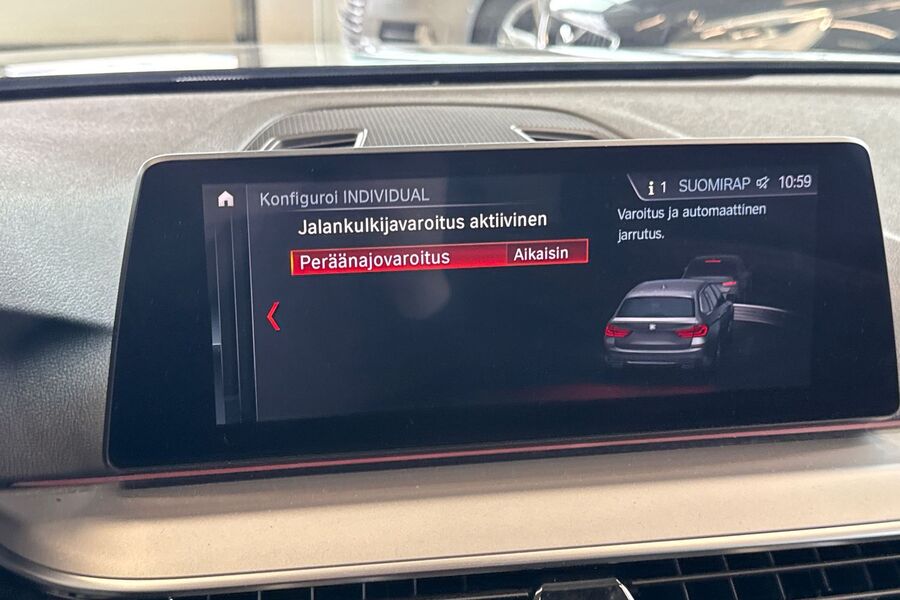 Konfiguroi INDIVIDUAL
i 1 SUOMIRAP 10:59
Jalankulkijavaroitus aktiivinen
Peräänajovaroitus Aikaisin
Varoitus ja automaattinen
jarrutus.